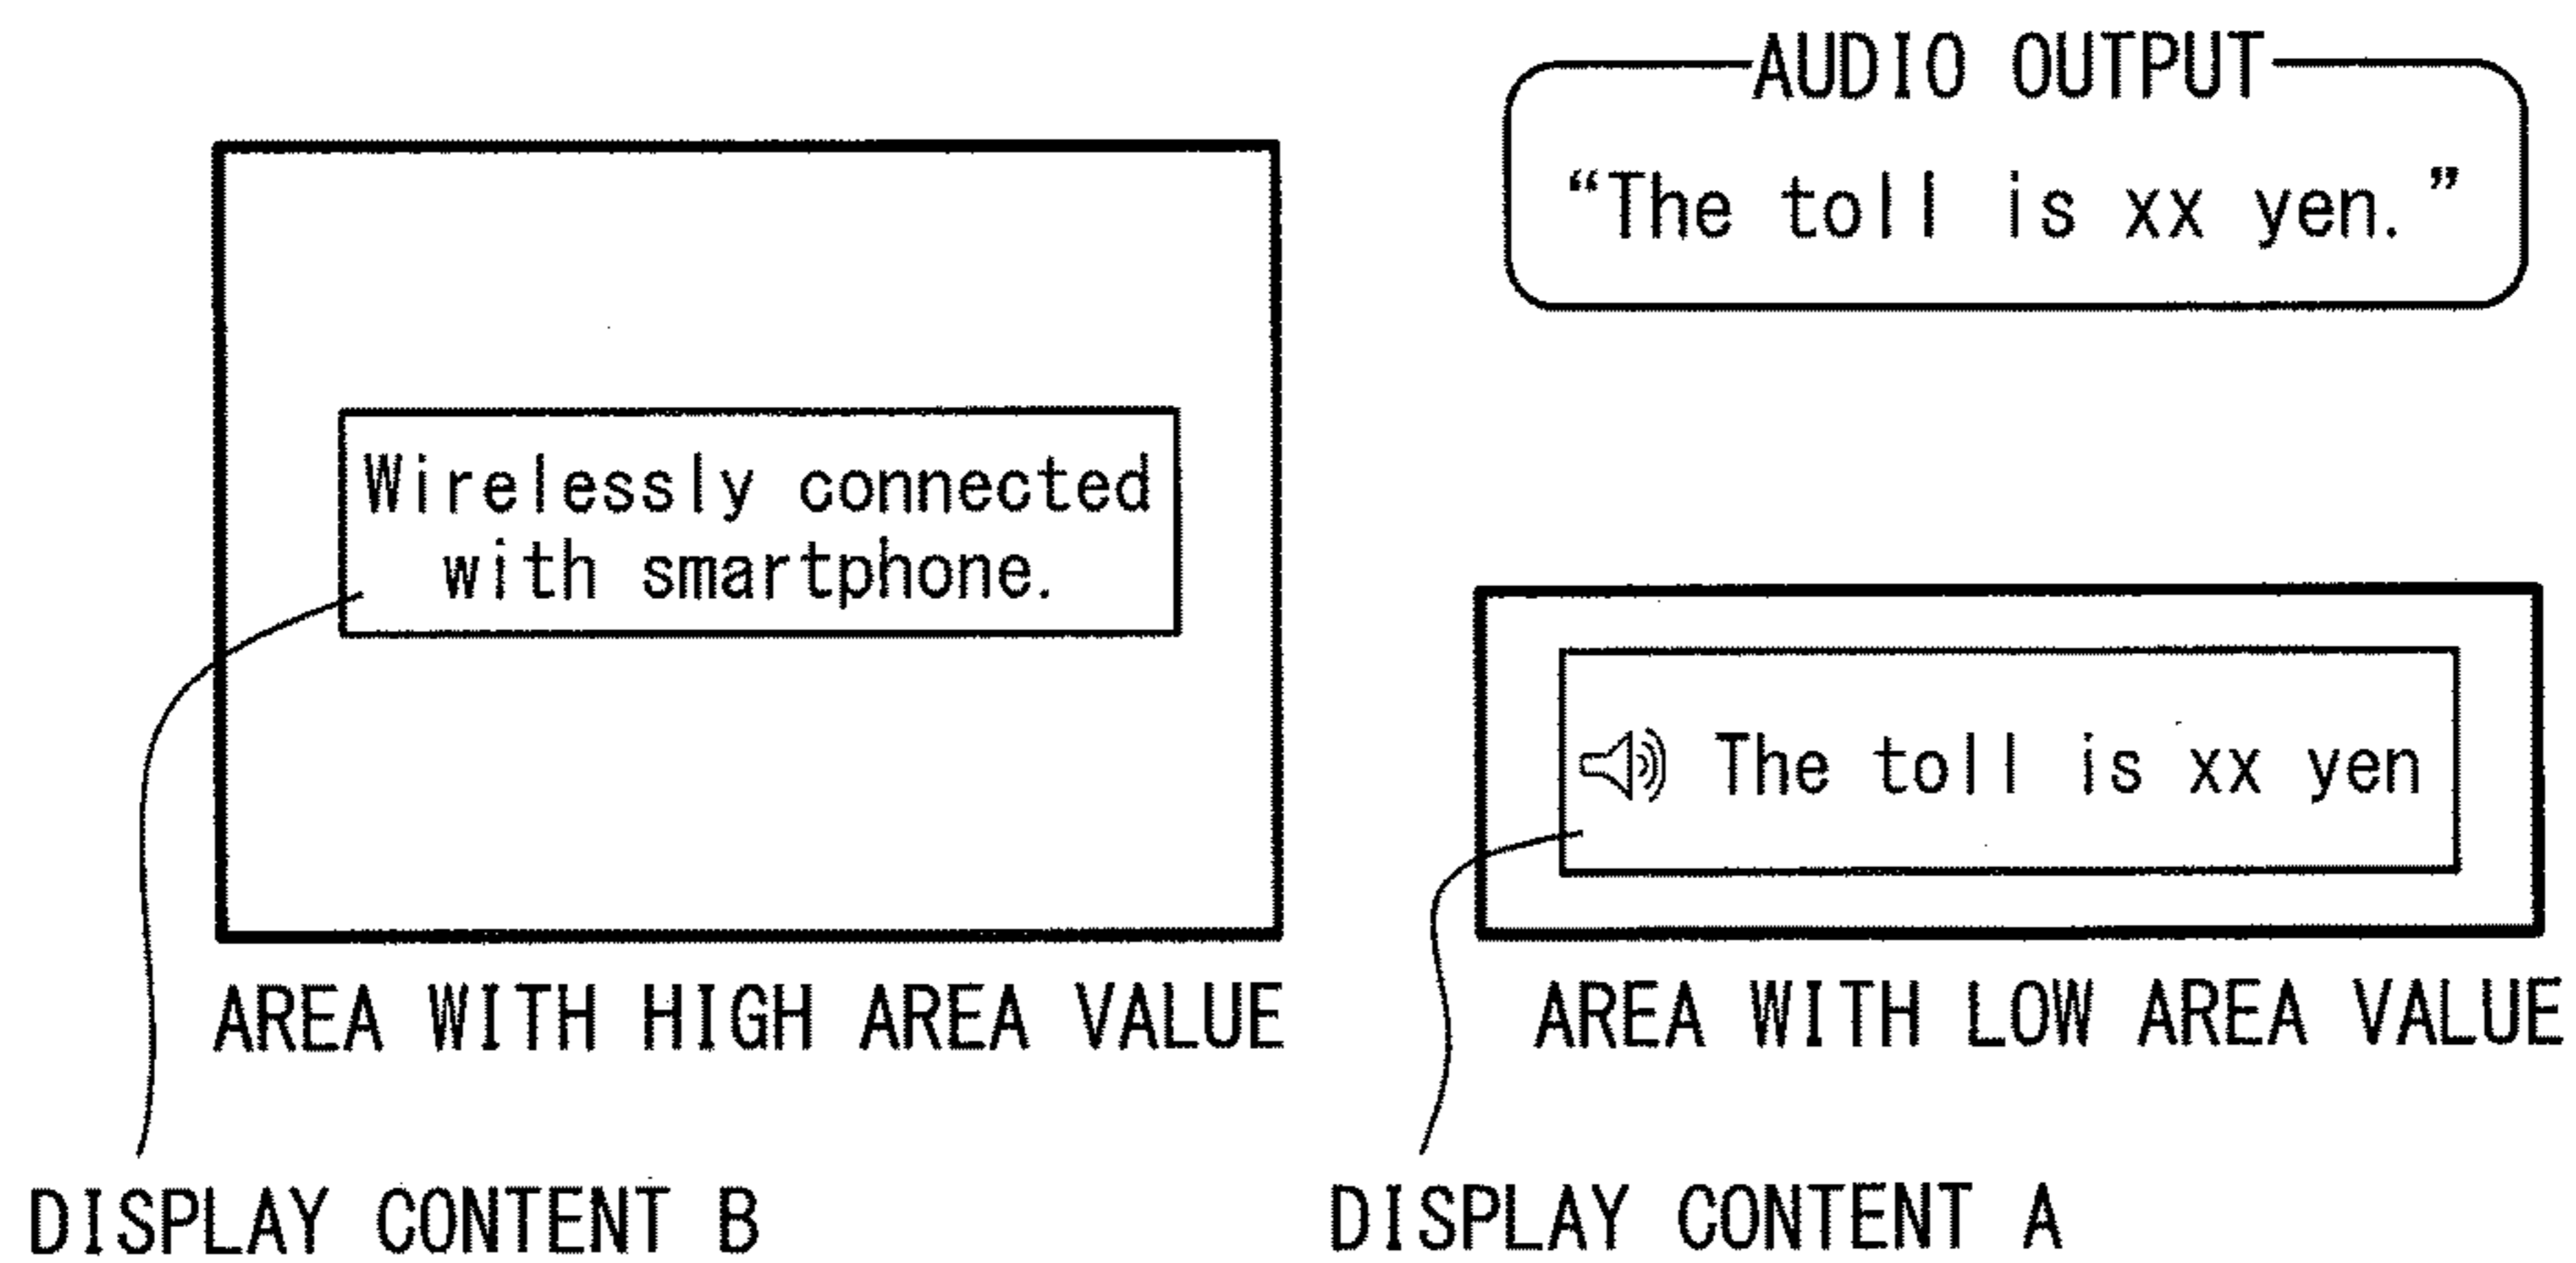 AUDIO OUTPUT
“The toll is xx yen.”
Wirelessly connected
with smartphone.
The toll is xx yen
AREA WITH HIGH AREA VALUE
AREA WITH LOW AREA VALUE
DISPLAY CONTENT B
DISPLAY CONTENT A